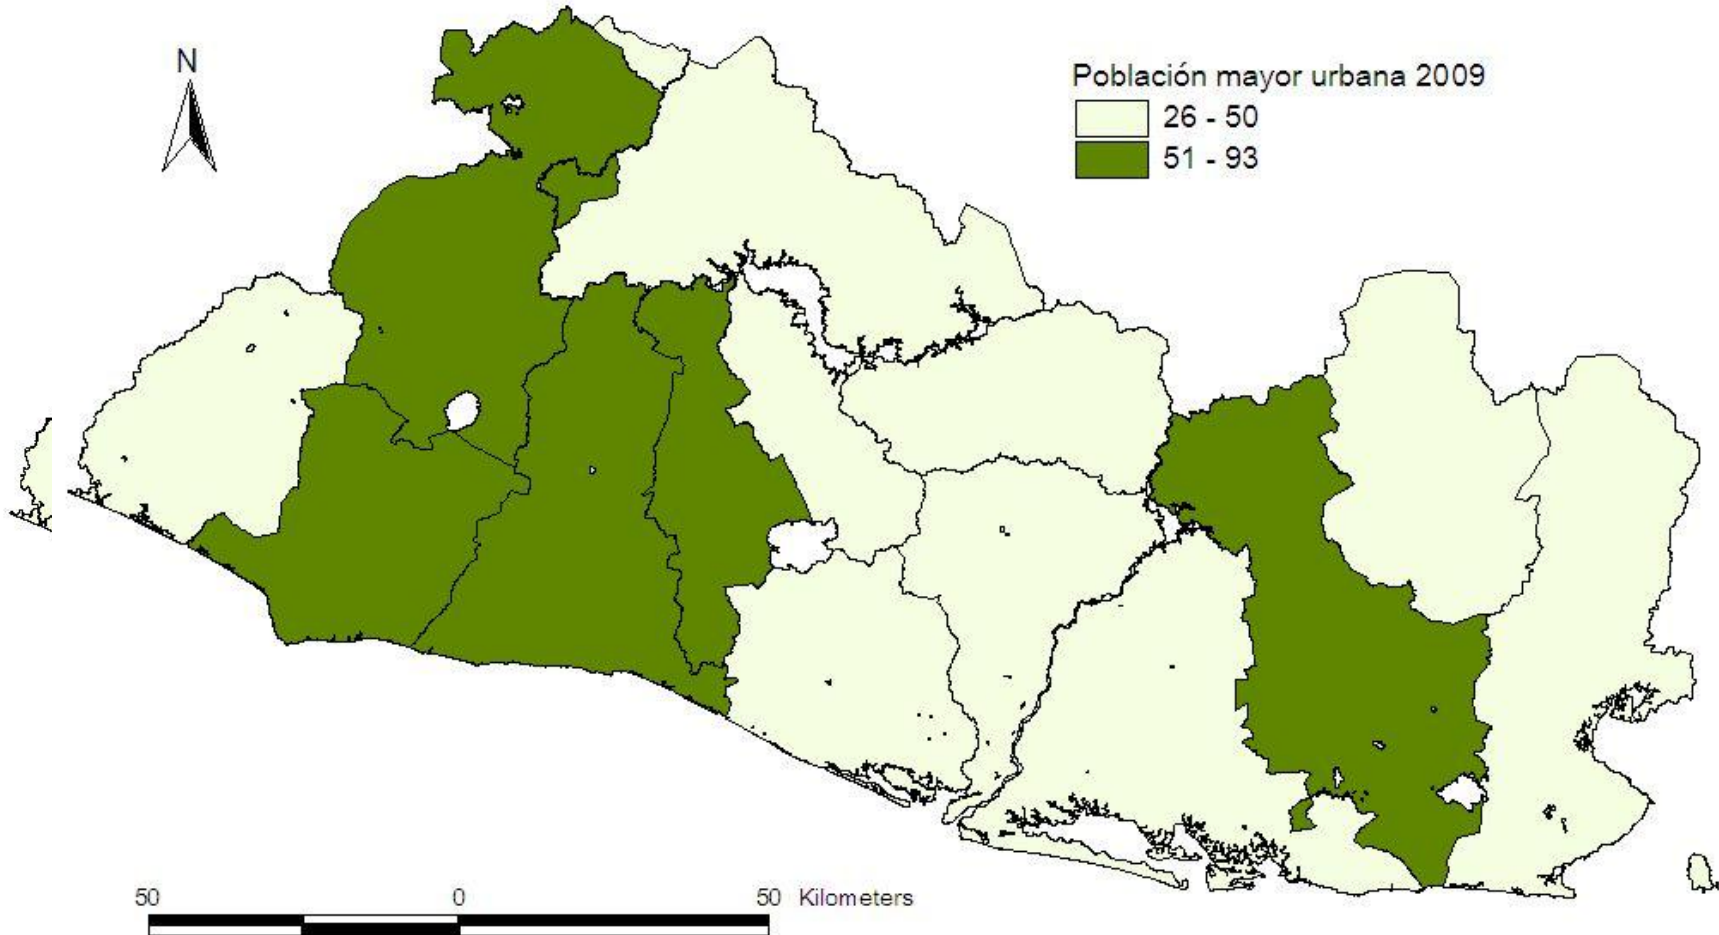 N
Población mayor urbana 2009
26 - 50
51 - 93
50 0 50 Kilometers